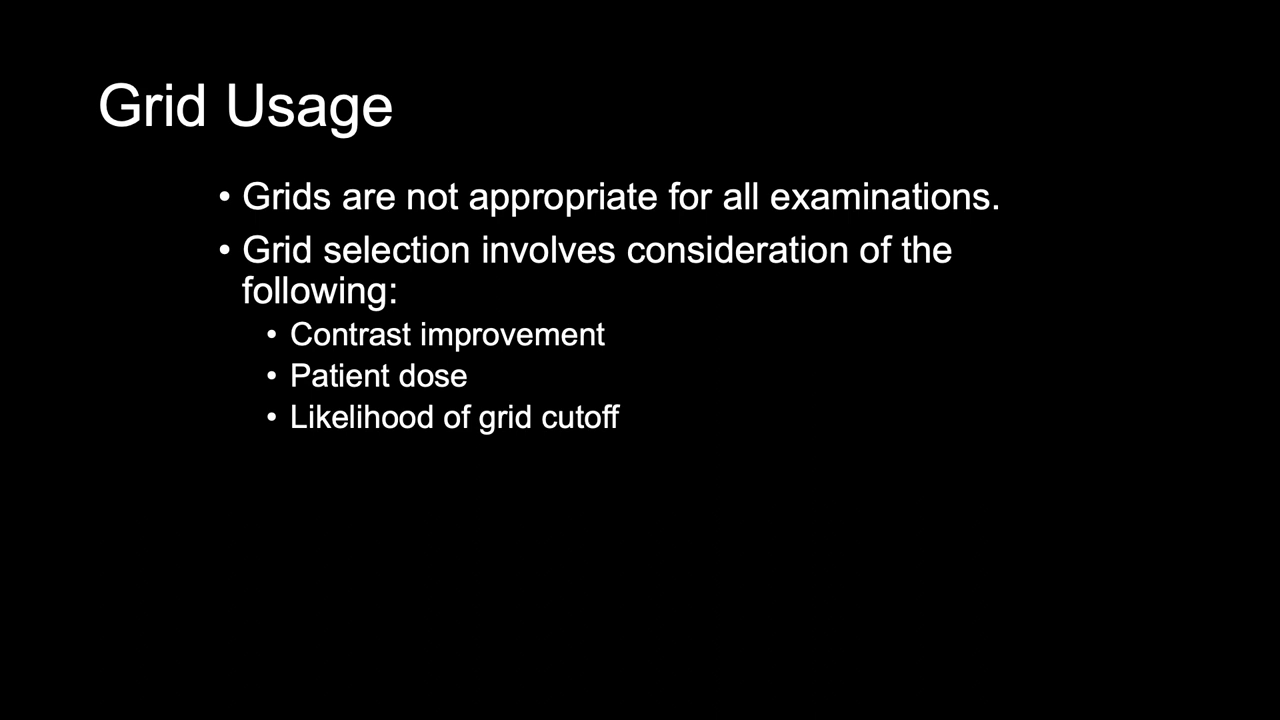 Grid Usage
• Grids are not appropriate for all examinations.
• Grid selection involves consideration of the
following:
• Contrast improvement
• Patient dose
• Likelihood of grid cutoff